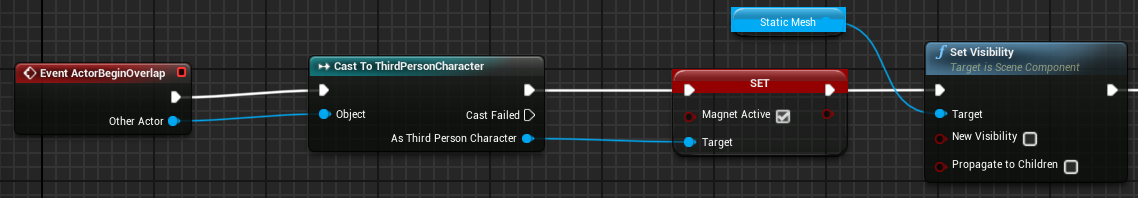 Static Mesh
Event ActorBeginOverlap
Other Actor
Cast To ThirdPersonCharacter
Object
Cast Failed
As Third Person Character
SET
Magnet Active
Target
Set Visibility
Target is Scene Component
Target
New Visibility
Propagate to Children